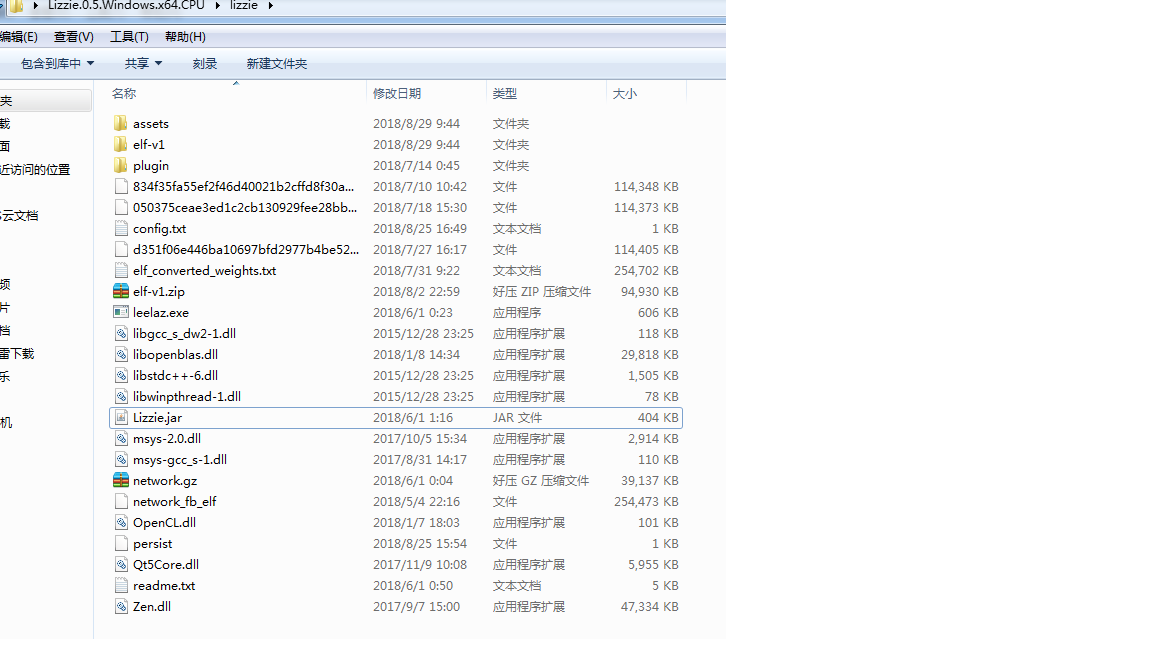 Lizzie.0.5.Windows.x64.CPU lizzie
编辑(E) 查看(V) 工具(T) 帮助(H)
包含到库中 共享 刻录 新建文件夹
名称 修改日期 类型 大小
夹
载
面
近访问的位置
云文档
频
片
档
雷下载
乐
机
assets 2018/8/29 9:44 文件夹
elf-v1 2018/8/29 9:44 文件夹
plugin 2018/7/14 0:45 文件夹
834f35fa55ef2f46d40021b2cffd8f30a... 2018/7/10 10:42 文件 114,348 KB
050375ceae3ed1c2cb130929fee28bb... 2018/7/18 15:30 文件 114,373 KB
config.txt 2018/8/25 16:49 文本文档 1 KB
d351f06e446ba10697bfd2977b4be52... 2018/7/27 16:17 文件 114,405 KB
elf_converted_weights.txt 2018/7/31 9:22 文本文档 254,702 KB
elf-v1.zip 2018/8/2 22:59 好压 ZIP 压缩文件 94,930 KB
leelaz.exe 2018/6/1 0:23 应用程序 606 KB
libgcc_s_dw2-1.dll 2015/12/28 23:25 应用程序扩展 118 KB
libopenblas.dll 2018/1/8 14:34 应用程序扩展 29,818 KB
libstdc++-6.dll 2015/12/28 23:25 应用程序扩展 1,505 KB
libwinpthread-1.dll 2015/12/28 23:25 应用程序扩展 78 KB
Lizzie.jar 2018/6/1 1:16 JAR 文件 404 KB
msys-2.0.dll 2017/10/5 15:34 应用程序扩展 2,914 KB
msys-gcc_s-1.dll 2017/8/31 14:17 应用程序扩展 110 KB
network.gz 2018/6/1 0:04 好压 GZ 压缩文件 39,137 KB
network_fb_elf 2018/5/4 22:16 文件 254,473 KB
OpenCL.dll 2018/1/7 18:03 应用程序扩展 101 KB
persist 2018/8/25 15:54 文件 1 KB
Qt5Core.dll 2017/11/9 10:08 应用程序扩展 5,955 KB
readme.txt 2018/6/1 0:50 文本文档 5 KB
Zen.dll 2017/9/7 15:00 应用程序扩展 47,334 KB